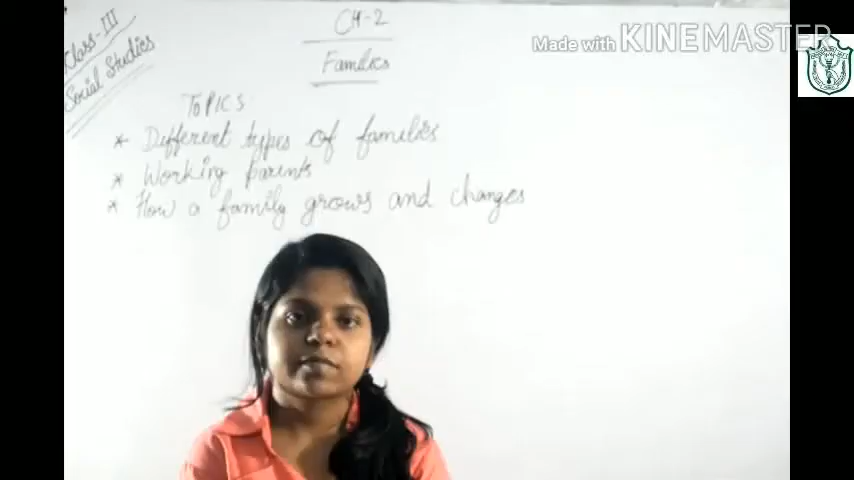 Class-III
Social Studies
CH-2
Families
TOPICS
* Different types of families
* Working parents
* How a family grows and changes
Made with KINEMASTER